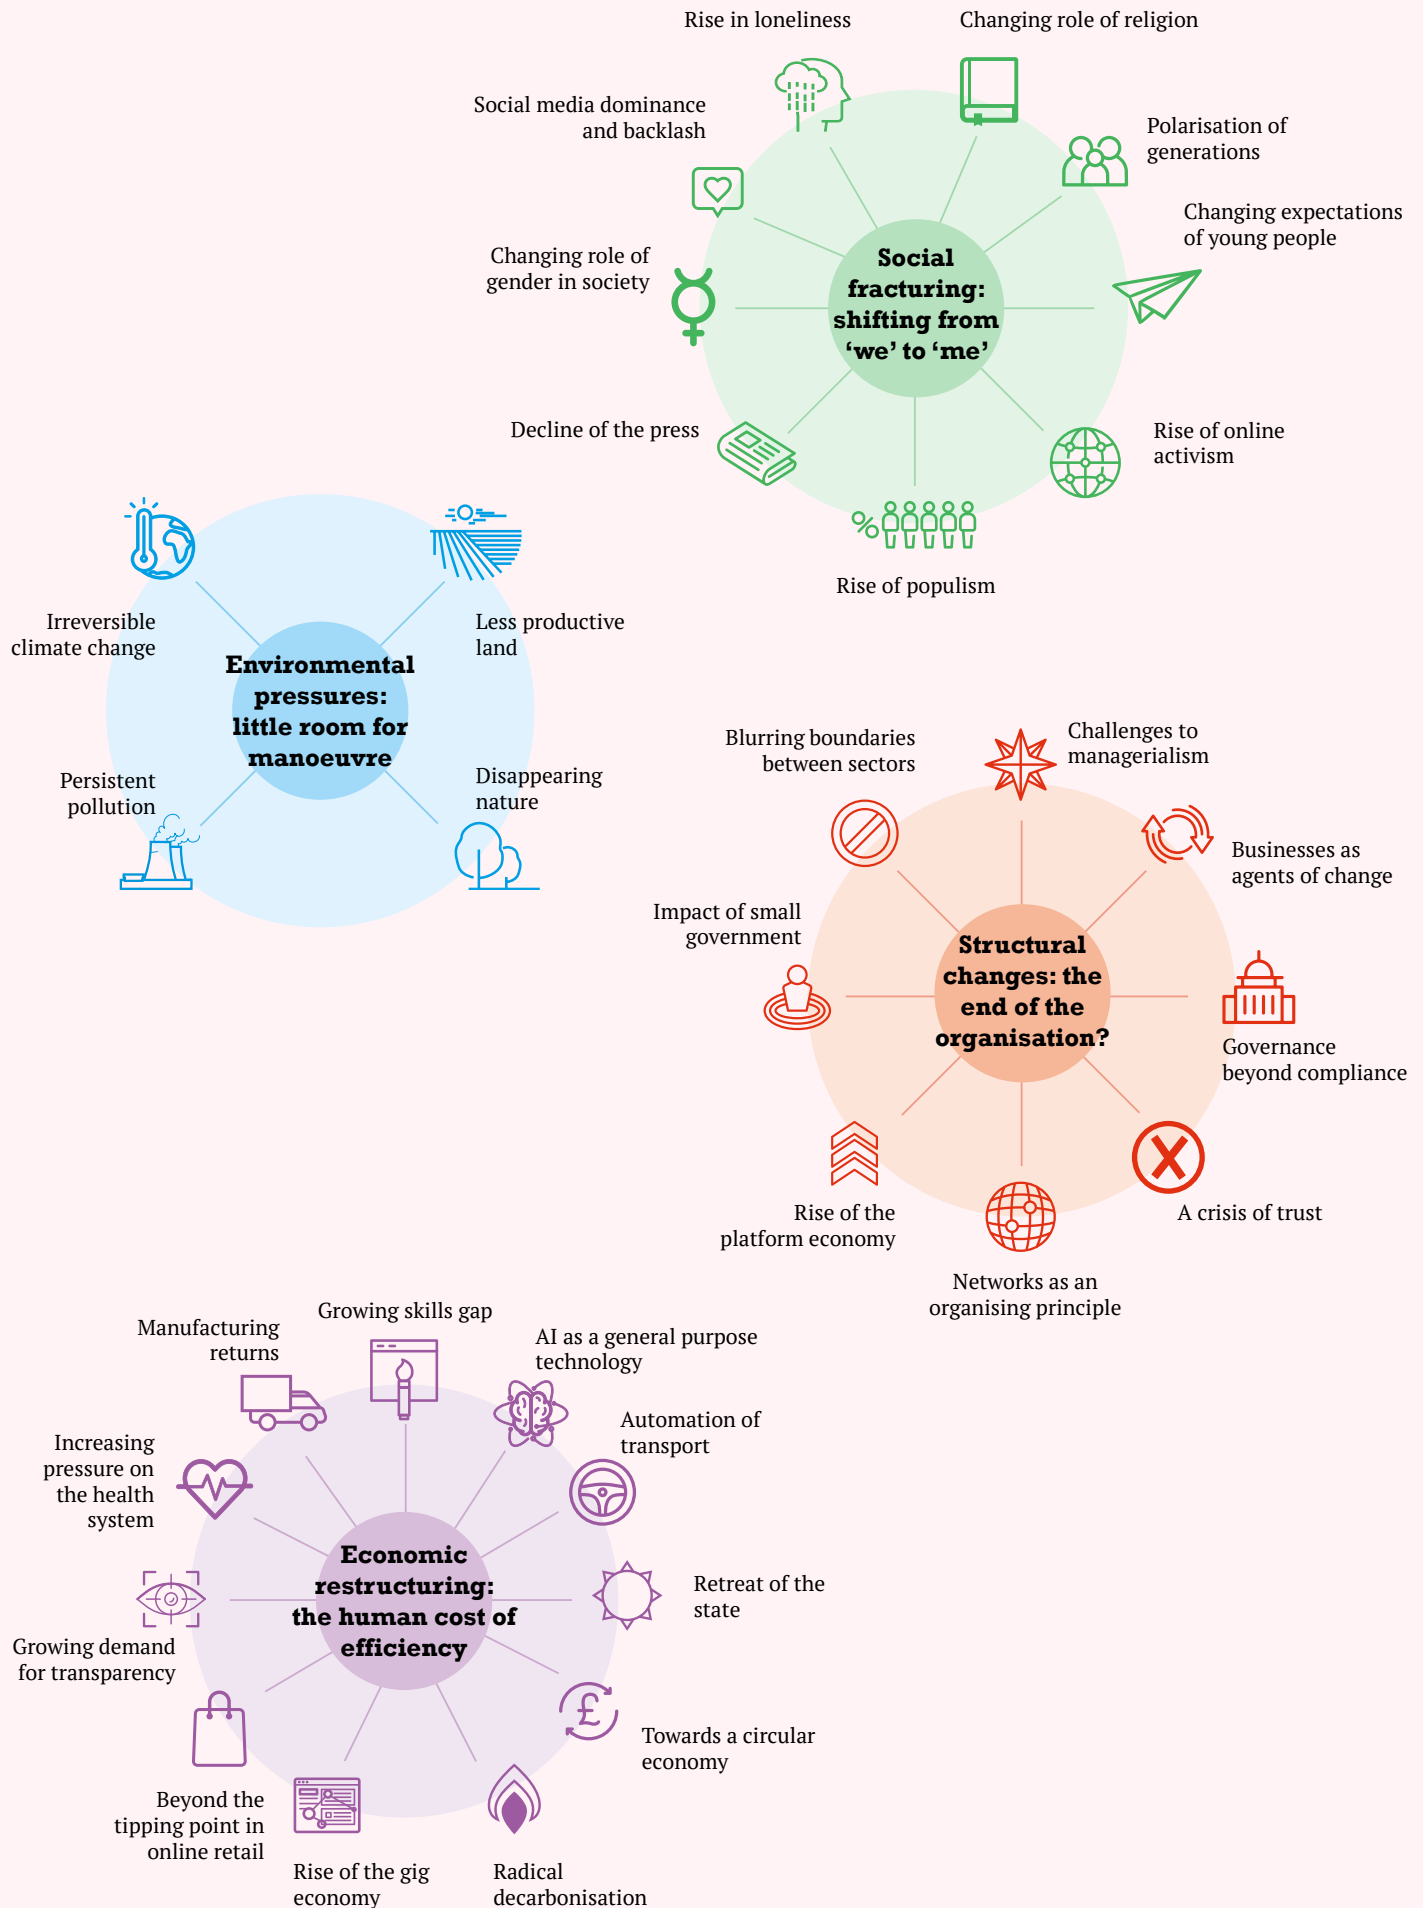 Rise in loneliness
Changing role of religion
Social media dominance
and backlash
Polarisation of
generations
Changing expectations
of young people
Changing role of
gender in society
Social
fracturing:
shifting from
‘we’ to ‘me’
Decline of the press
Rise of online
activism
Rise of populism
Irreversible
climate change
Less productive
land
Environmental
pressures:
little room for
manoeuvre
Persistent
pollution
Disappearing
nature
Blurring boundaries
between sectors
Challenges to
managerialism
Businesses as
agents of change
Impact of small
government
Structural
changes: the
end of the
organisation?
Governance
beyond compliance
Rise of the
platform economy
A crisis of trust
Networks as an
organising principle
Growing skills gap
Manufacturing
returns
AI as a general purpose
technology
Automation of
transport
Increasing
pressure on
the health
system
Economic
restructuring:
the human cost of
efficiency
Retreat of the
state
Growing demand
for transparency
Towards a circular
economy
Beyond the
tipping point in
online retail
Rise of the gig
economy
Radical
decarbonisation